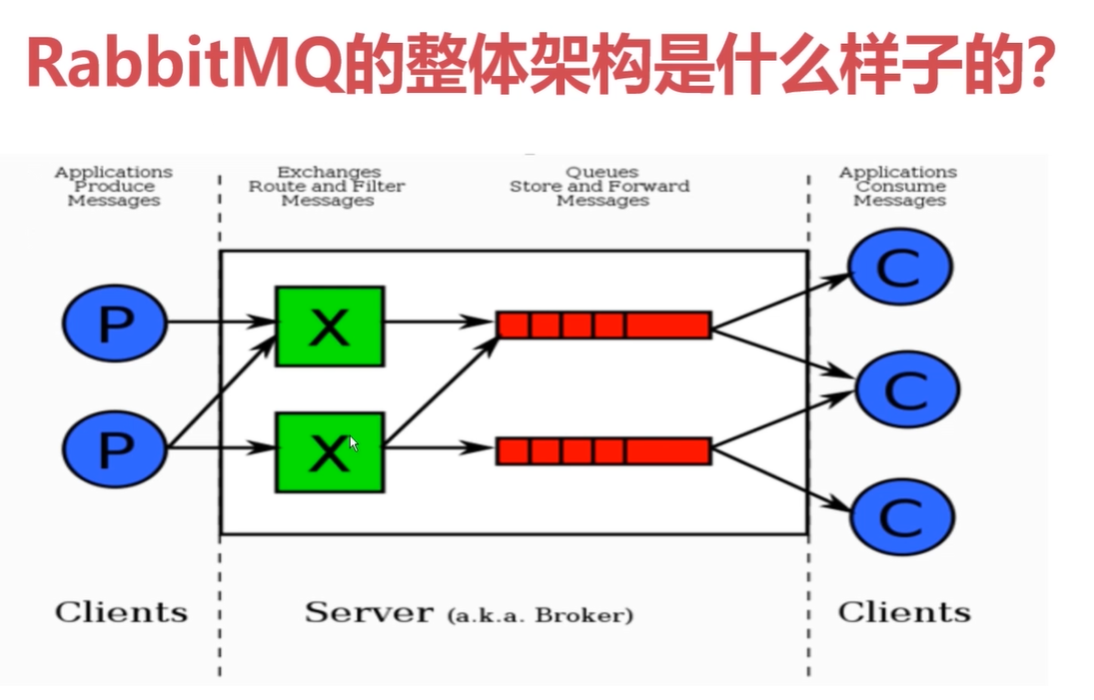 RabbitMQ的整体架构是什么样子的?
Applications
Produce
Messages
Exchanges
Route and Filter
Messages
Queues
Store and Forward
Messages
Applications
Consume
Messages
P
X
C
P
X
C
C
Clients
Server (a.k.a. Broker)
Clients